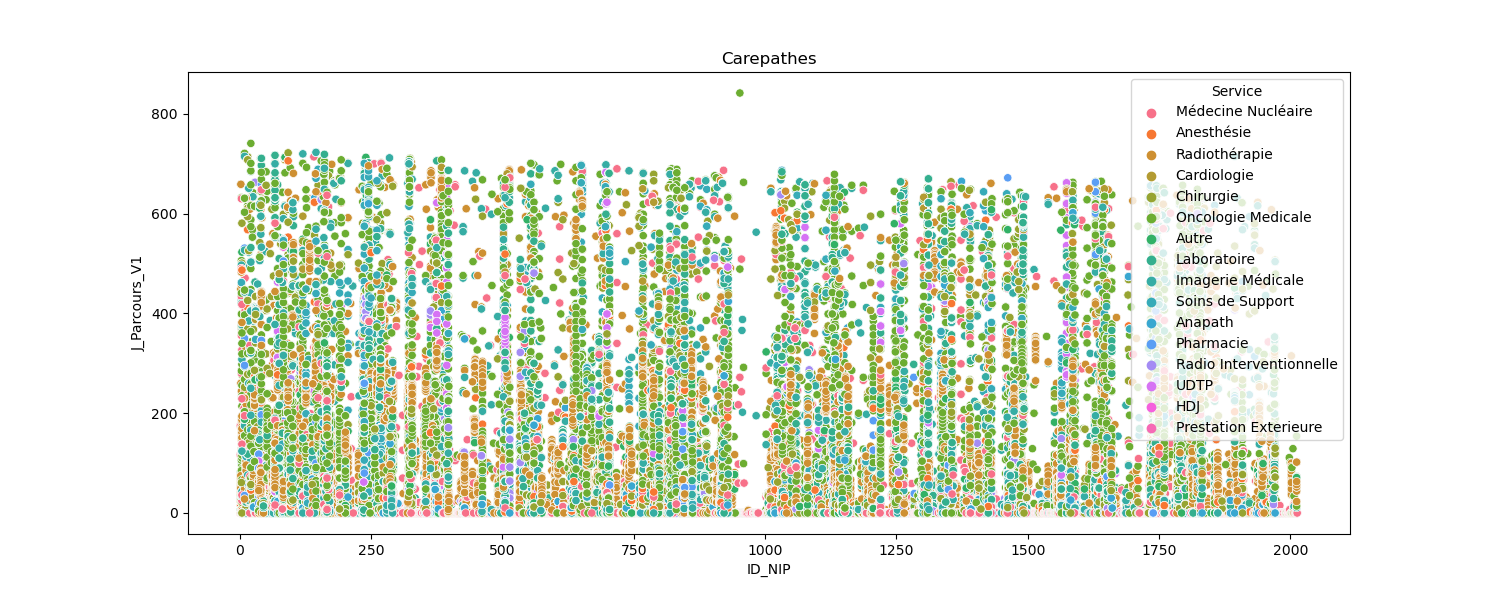 Carepathes
J_Parcours_V1
800
600
400
200
0
0
250
500
750
1000
1250
1500
1750
2000
ID_NIP
Service
Médecine Nucléaire
Anesthésie
Radiothérapie
Cardiologie
Chirurgie
Oncologie Medicale
Autre
Laboratoire
Imagerie Médicale
Soins de Support
Anapath
Pharmacie
Radio Interventionnelle
UDTP
HDJ
Prestation Exterieure